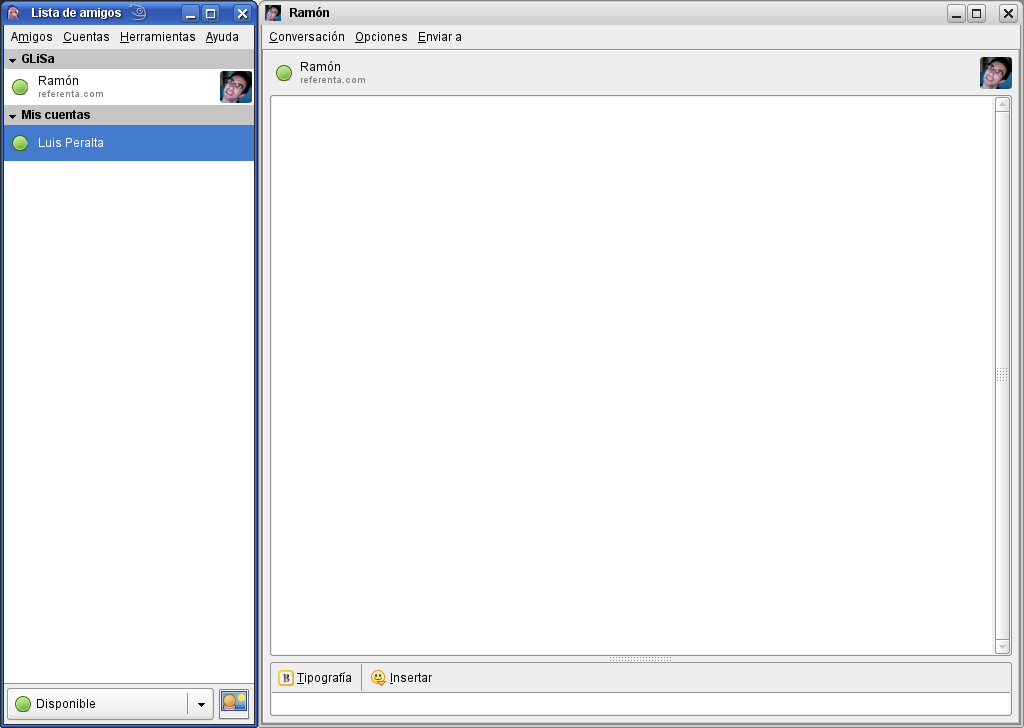 Lista de amigos
Amigos Cuentas Herramientas Ayuda
GLiSa
Ramón
referenta.com
Mis cuentas
Luis Peralta
Disponible
Ramón
Conversación Opciones Enviar a
Ramón
referenta.com
B Tipografía Insertar